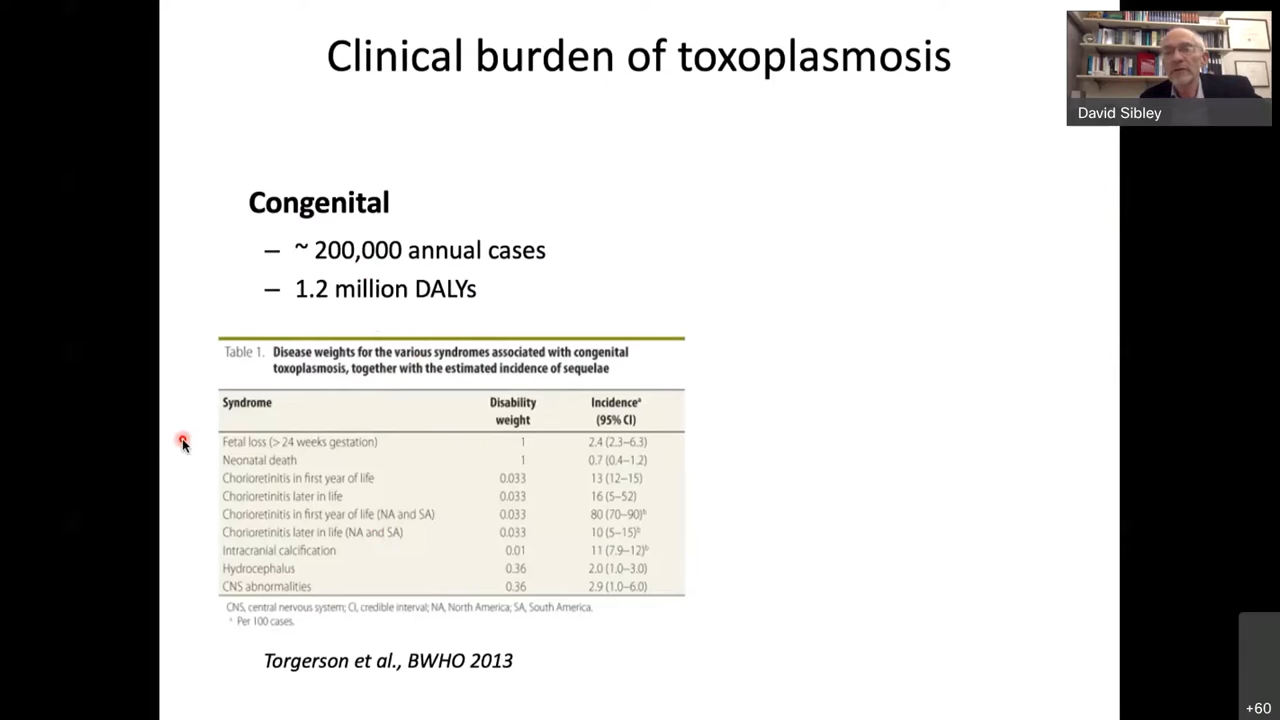 Clinical burden of toxoplasmosis
David Sibley
Congenital
– ~ 200,000 annual cases
– 1.2 million DALYs
Table 1. Disease weights for the various syndromes associated with congenital
toxoplasmosis, together with the estimated incidence of sequelae
Syndrome Disability weight Incidenceᵃ (95% CI)
Fetal loss (>24 weeks gestation) 1 2.4 (2.3–6.3)
Neonatal death 1 0.7 (0.4–1.2)
Chorioretinitis in first year of life 0.033 13 (12–15)
Chorioretinitis later in life 0.033 16 (5–52)
Chorioretinitis in first year of life (NA and SA) 0.033 80 (70–90)ᵇ
Chorioretinitis later in life (NA and SA) 0.033 10 (5–15)ᵇ
Intracranial calcification 0.01 11 (7.9–12)ᵇ
Hydrocephalus 0.36 2.0 (1.0–3.0)
CNS abnormalities 0.36 2.9 (1.0–6.0)
CNS, central nervous system; CI, credible interval; NA, North America; SA, South America.
ᵃ Per 100 cases.
Torgerson et al., BWHO 2013
+60